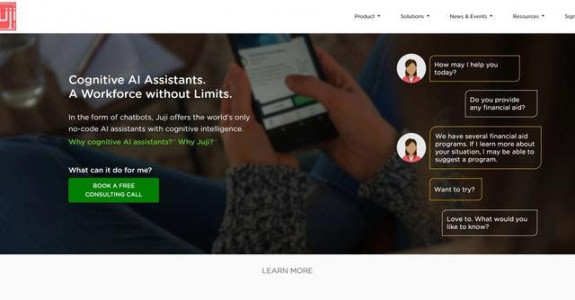 uji
Product
Solutions
News & Events
Resources
Sign
Cognitive AI Assistants.
A Workforce without Limits.
In the form of chatbots, Juji offers the world's only
no-code AI assistants with cognitive intelligence.
Why cognitive AI assistants? Why Juji?
What can it do for me?
BOOK A FREE
CONSULTING CALL
How may I help you
today?
Do you provide
any financial aid?
We have several financial aid
programs. If I learn more about
your situation, I may be able to
suggest a program.
Want to try?
Love to. What would you
like to know?
LEARN MORE